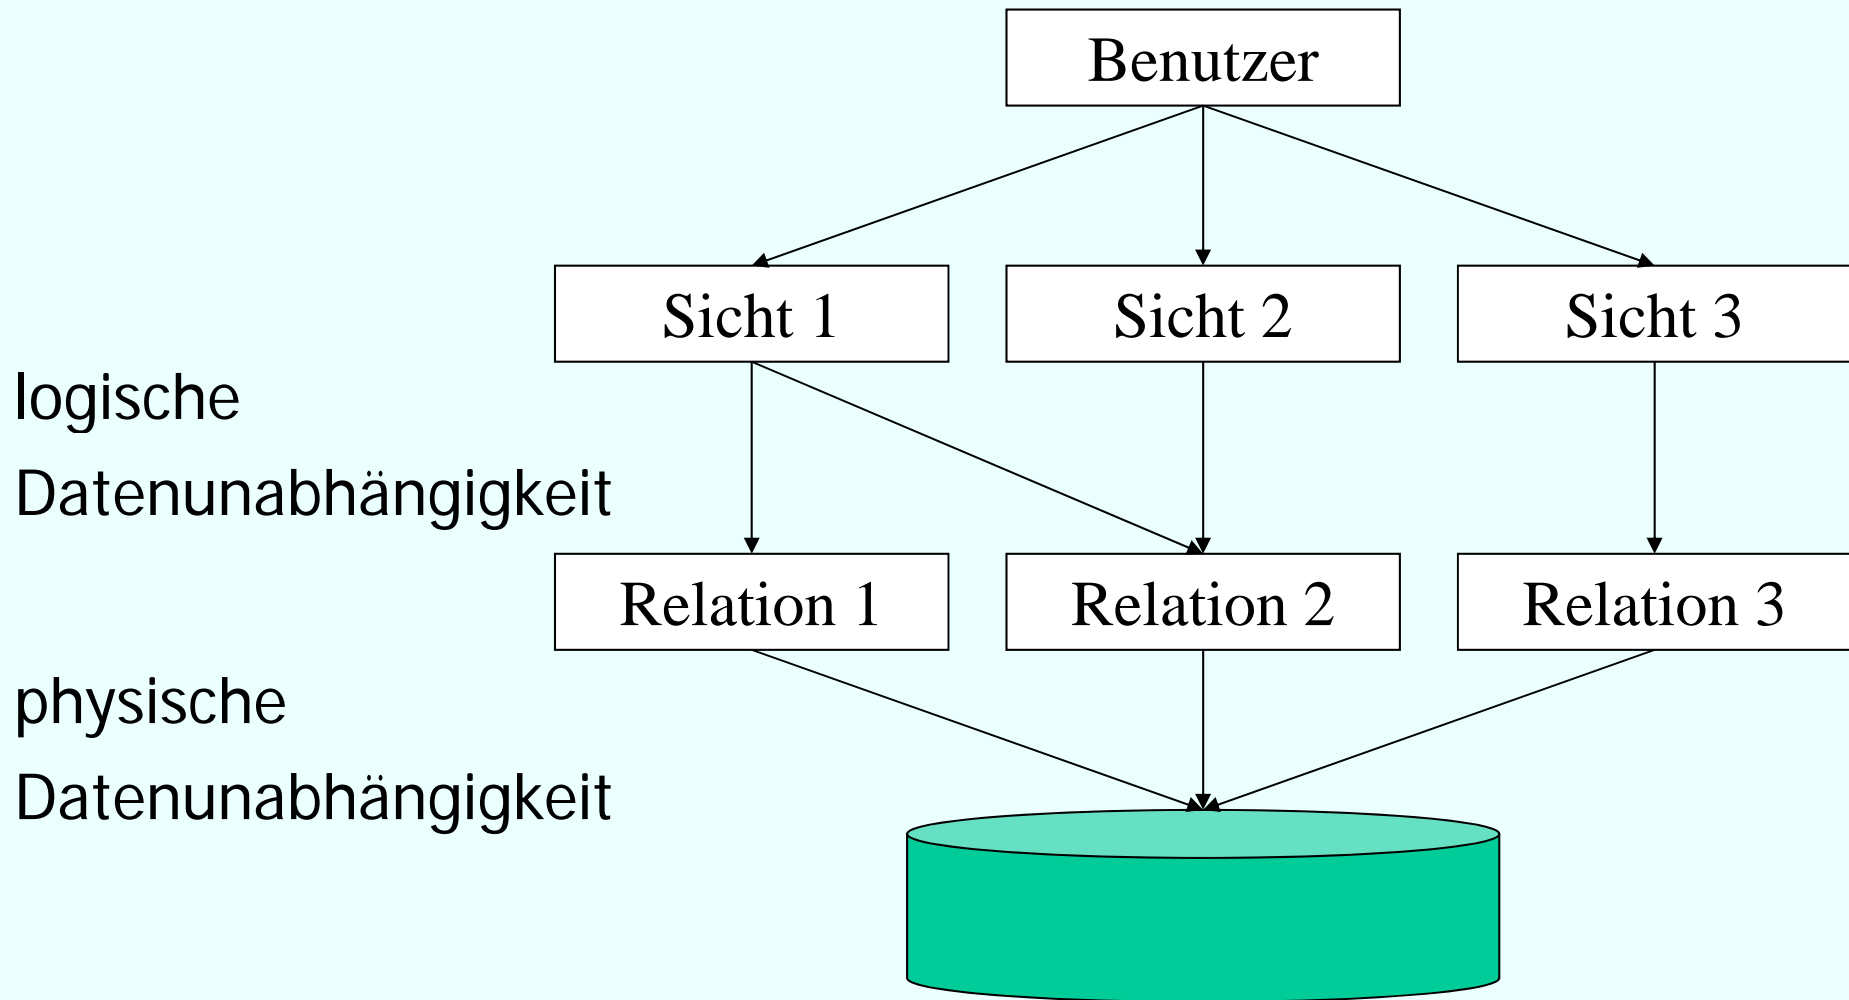 Benutzer
Sicht 1
Sicht 2
Sicht 3
logische
Datenunabhängigkeit
Relation 1
Relation 2
Relation 3
physische
Datenunabhängigkeit